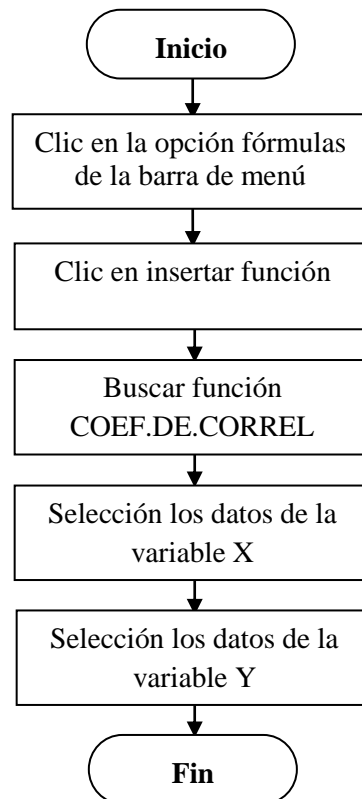 Inicio
Clic en la opción fórmulas
de la barra de menú
Clic en insertar función
Buscar función
COEF.DE.CORREL
Selección los datos de la
variable X
Selección los datos de la
variable Y
Fin